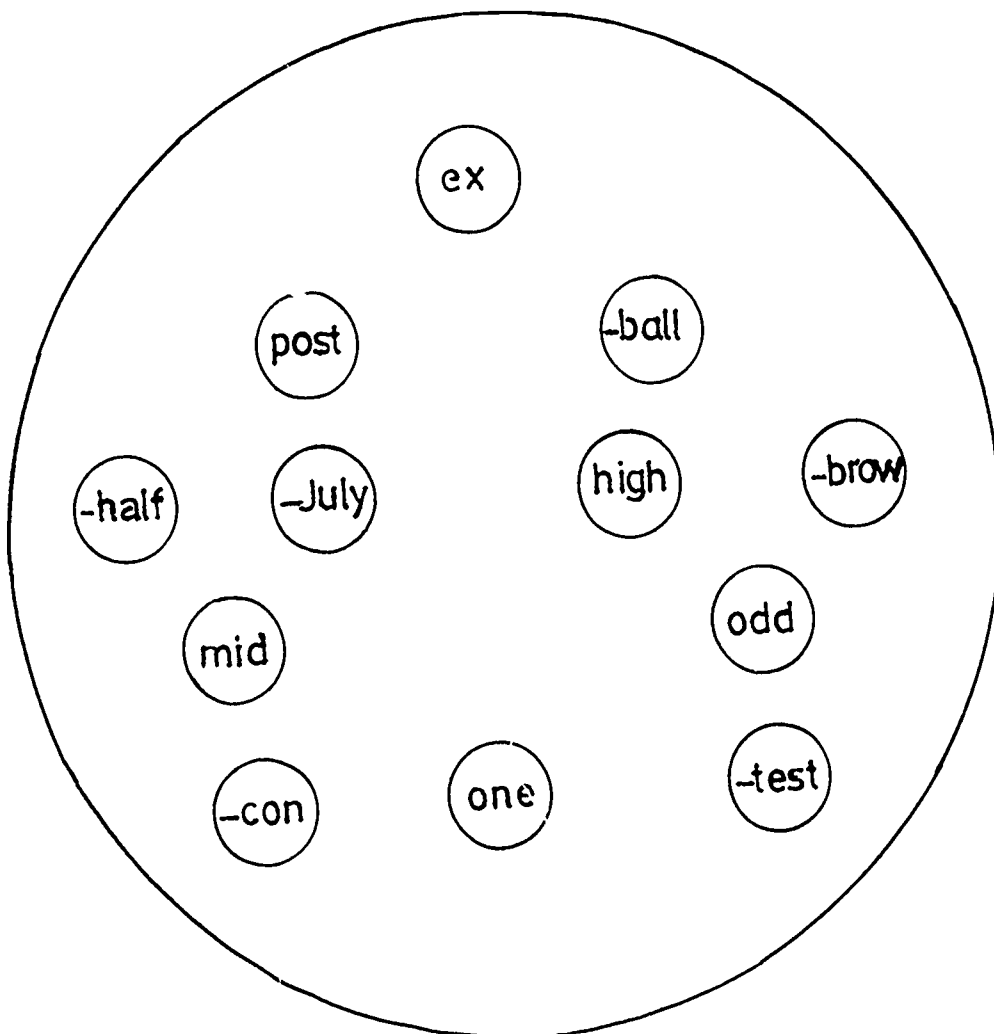 ex
post
-ball
-half
-July
high
-brow
mid
odd
-con
one
-test